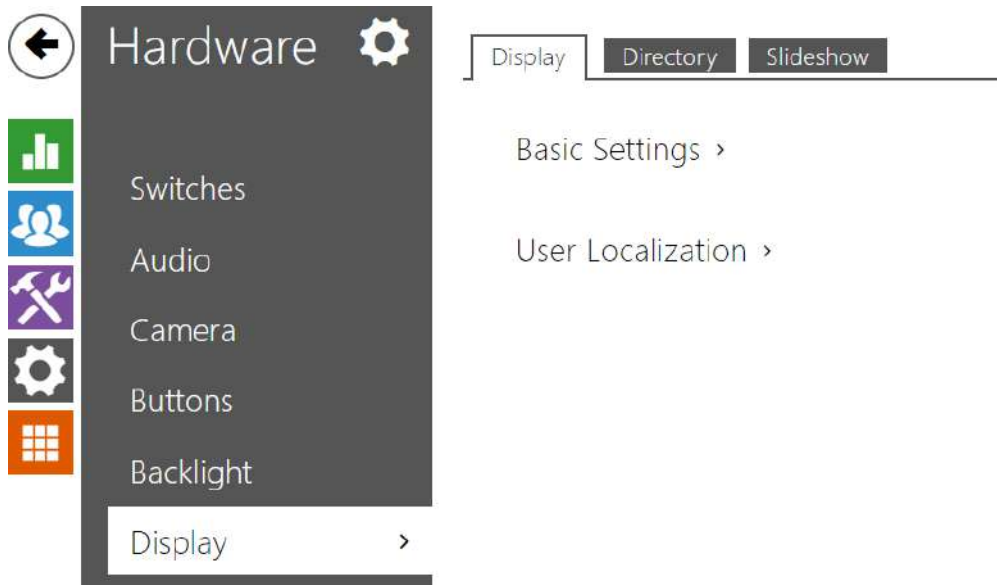 Hardware
Switches
Audio
Camera
Buttons
Backlight
Display ›
Display Directory Slideshow
Basic Settings ›
User Localization ›